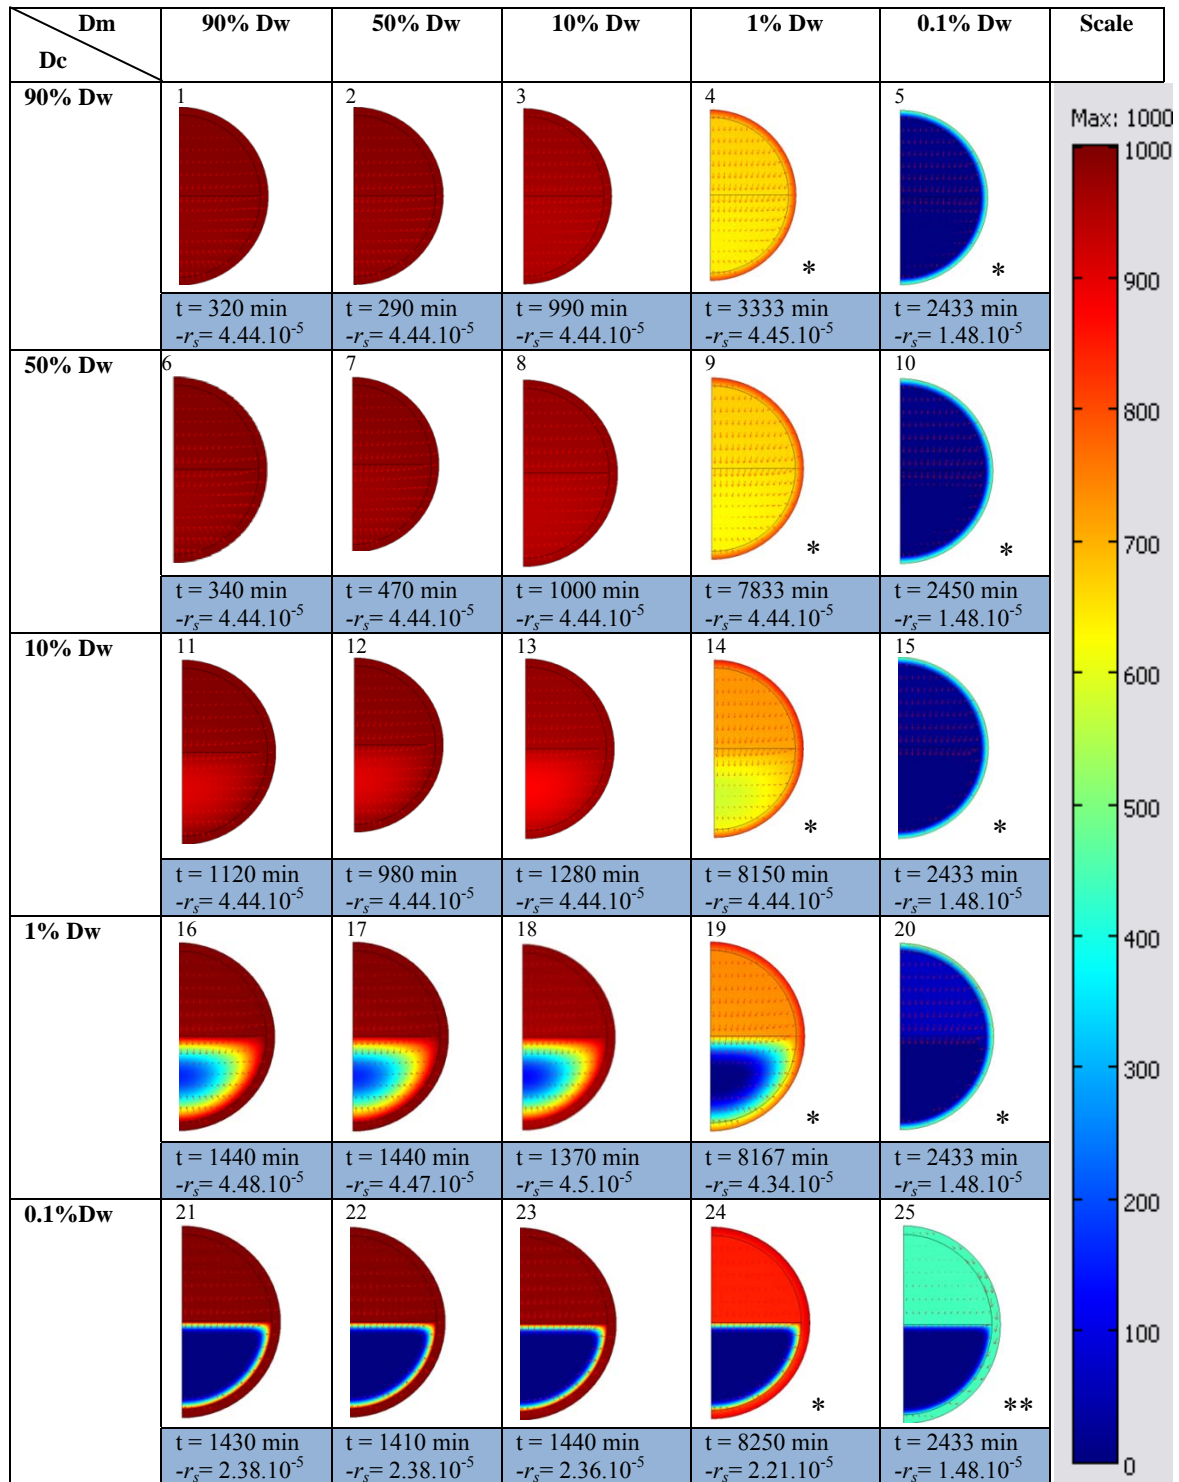 Dm 90% Dw 50% Dw 10% Dw 1% Dw 0.1% Dw Scale
Dc
90% Dw 1 2 3 4 5
* *
t = 320 min t = 290 min t = 990 min t = 3333 min t = 2433 min
-rₛ= 4.44.10⁻⁵ -rₛ= 4.44.10⁻⁵ -rₛ= 4.44.10⁻⁵ -rₛ= 4.45.10⁻⁵ -rₛ= 1.48.10⁻⁵
50% Dw 6 7 8 9 10
* *
t = 340 min t = 470 min t = 1000 min t = 7833 min t = 2450 min
-rₛ= 4.44.10⁻⁵ -rₛ= 4.44.10⁻⁵ -rₛ= 4.44.10⁻⁵ -rₛ= 4.44.10⁻⁵ -rₛ= 1.48.10⁻⁵
10% Dw 11 12 13 14 15
* *
t = 1120 min t = 980 min t = 1280 min t = 8150 min t = 2433 min
-rₛ= 4.44.10⁻⁵ -rₛ= 4.44.10⁻⁵ -rₛ= 4.44.10⁻⁵ -rₛ= 4.44.10⁻⁵ -rₛ= 1.48.10⁻⁵
1% Dw 16 17 18 19 20
* *
t = 1440 min t = 1440 min t = 1370 min t = 8167 min t = 2433 min
-rₛ= 4.48.10⁻⁵ -rₛ= 4.47.10⁻⁵ -rₛ= 4.5.10⁻⁵ -rₛ= 4.34.10⁻⁵ -rₛ= 1.48.10⁻⁵
0.1%Dw 21 22 23 24 25
* **
t = 1430 min t = 1410 min t = 1440 min t = 8250 min t = 2433 min
-rₛ= 2.38.10⁻⁵ -rₛ= 2.38.10⁻⁵ -rₛ= 2.36.10⁻⁵ -rₛ= 2.21.10⁻⁵ -rₛ= 1.48.10⁻⁵
Max: 1000
1000
900
800
700
600
500
400
300
200
100
0